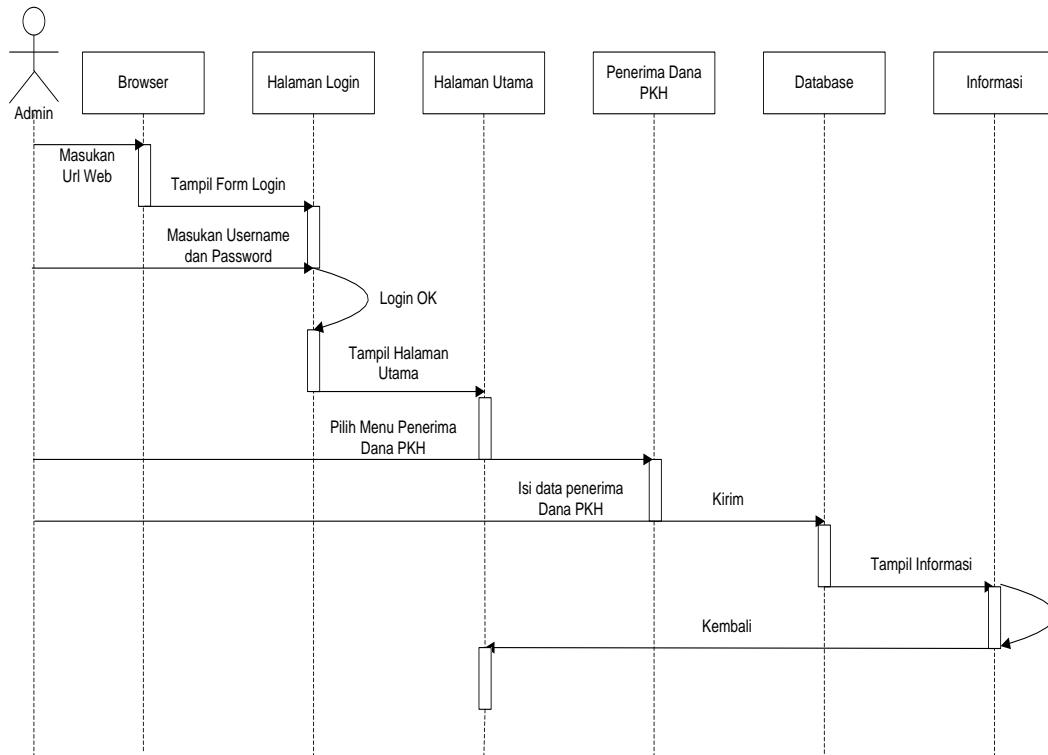 Admin
Browser
Halaman Login
Halaman Utama
Penerima Dana
PKH
Database
Informasi
Masukan
Url Web
Tampil Form Login
Masukan Username
dan Password
Login OK
Tampil Halaman
Utama
Pilih Menu Penerima
Dana PKH
Isi data penerima
Dana PKH
Kirim
Tampil Informasi
Kembali